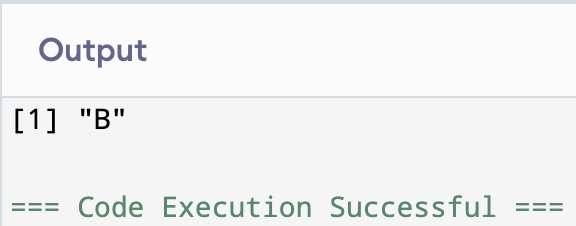 Output
[1] "B"
=== Code Execution Successful ===